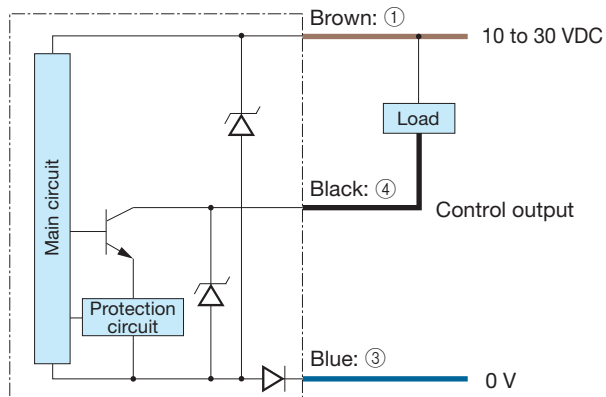 Brown: ①
10 to 30 VDC
Load
Main circuit
Black: ④
Control output
Protection
circuit
Blue: ③
0 V